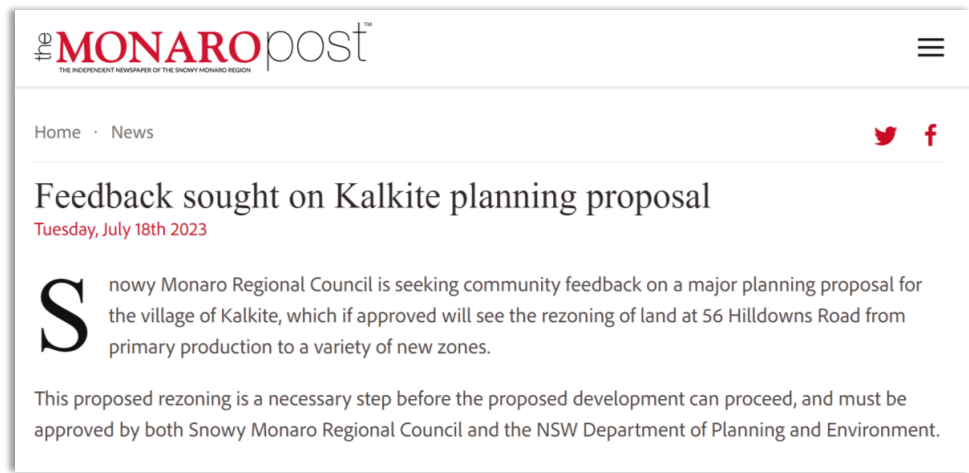 the MONARO post™
THE INDEPENDENT NEWSPAPER OF THE SNOWY MONARO REGION
Home · News
Feedback sought on Kalkite planning proposal
Tuesday, July 18th 2023
Snowy Monaro Regional Council is seeking community feedback on a major planning proposal for
the village of Kalkite, which if approved will see the rezoning of land at 56 Hilldowns Road from
primary production to a variety of new zones.
This proposed rezoning is a necessary step before the proposed development can proceed, and must be
approved by both Snowy Monaro Regional Council and the NSW Department of Planning and Environment.